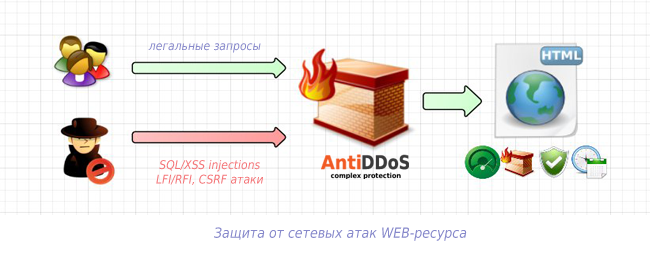 легальные запросы
HTML
SQL/XSS injections
LFI/RFI, CSRF атаки
AntiDDoS
complex protection
Защита от сетевых атак WEB-ресурса